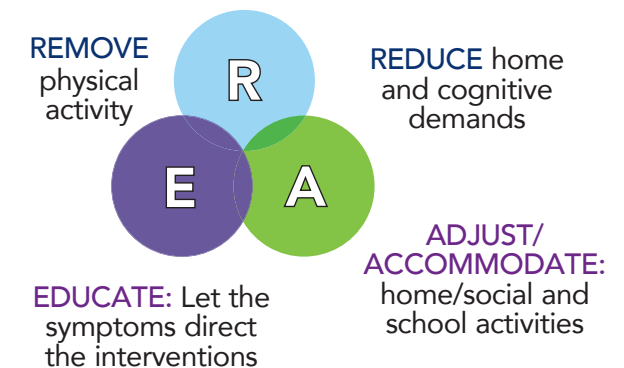 REMOVE
physical
activity
R
REDUCE home
and cognitive
demands
E
A
EDUCATE: Let the
symptoms direct
the interventions
ADJUST/
ACCOMMODATE:
home/social and
school activities